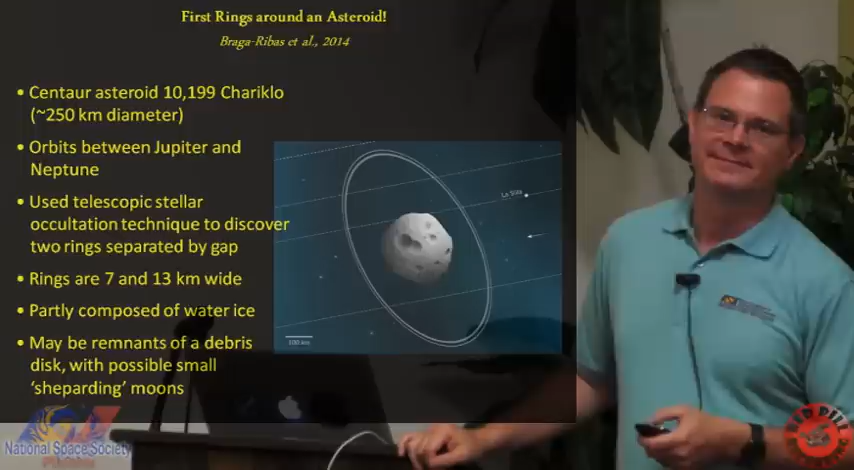 First Rings around an Asteroid!
Braga-Ribas et al., 2014
• Centaur asteroid 10,199 Chariklo
(~250 km diameter)
• Orbits between Jupiter and
Neptune
• Used telescopic stellar
occultation technique to discover
two rings separated by gap
• Rings are 7 and 13 km wide
• Partly composed of water ice
• May be remnants of a debris
disk, with possible small
‘sheparding’ moons
La Silla
100 km
National Space Society
RED PILL